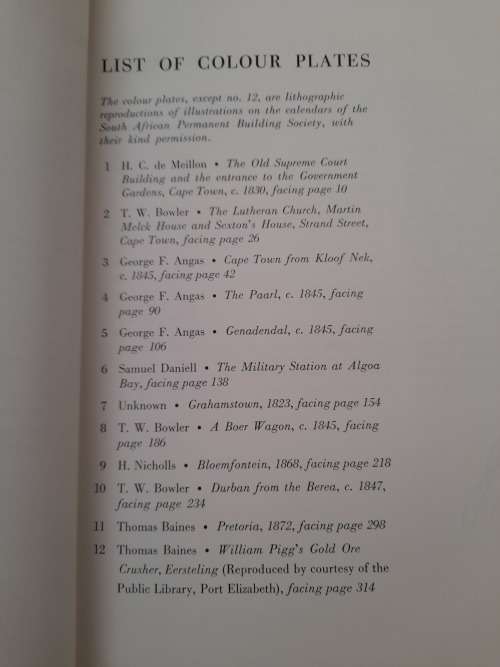 LIST OF COLOUR PLATES
The colour plates, except no. 12, are lithographic
reproductions of illustrations on the calendars of the
South African Permanent Building Society, with
their kind permission.
1 H. C. de Meillon • The Old Supreme Court
Building and the entrance to the Government
Gardens, Cape Town, c. 1830, facing page 10
2 T. W. Bowler • The Lutheran Church, Martin
Melck House and Sexton's House, Strand Street,
Cape Town, facing page 26
3 George F. Angas • Cape Town from Kloof Nek,
c. 1845, facing page 42
4 George F. Angas • The Paarl, c. 1845, facing
page 90
5 George F. Angas • Genadendal, c. 1845, facing
page 106
6 Samuel Daniell • The Military Station at Algoa
Bay, facing page 138
7 Unknown • Grahamstown, 1823, facing page 154
8 T. W. Bowler • A Boer Wagon, c. 1845, facing
page 186
9 H. Nicholls • Bloemfontein, 1868, facing page 218
10 T. W. Bowler • Durban from the Berea, c. 1847,
facing page 234
11 Thomas Baines • Pretoria, 1872, facing page 298
12 Thomas Baines • William Pigg's Gold Ore
Crusher, Eersteling (Reproduced by courtesy of the
Public Library, Port Elizabeth), facing page 314